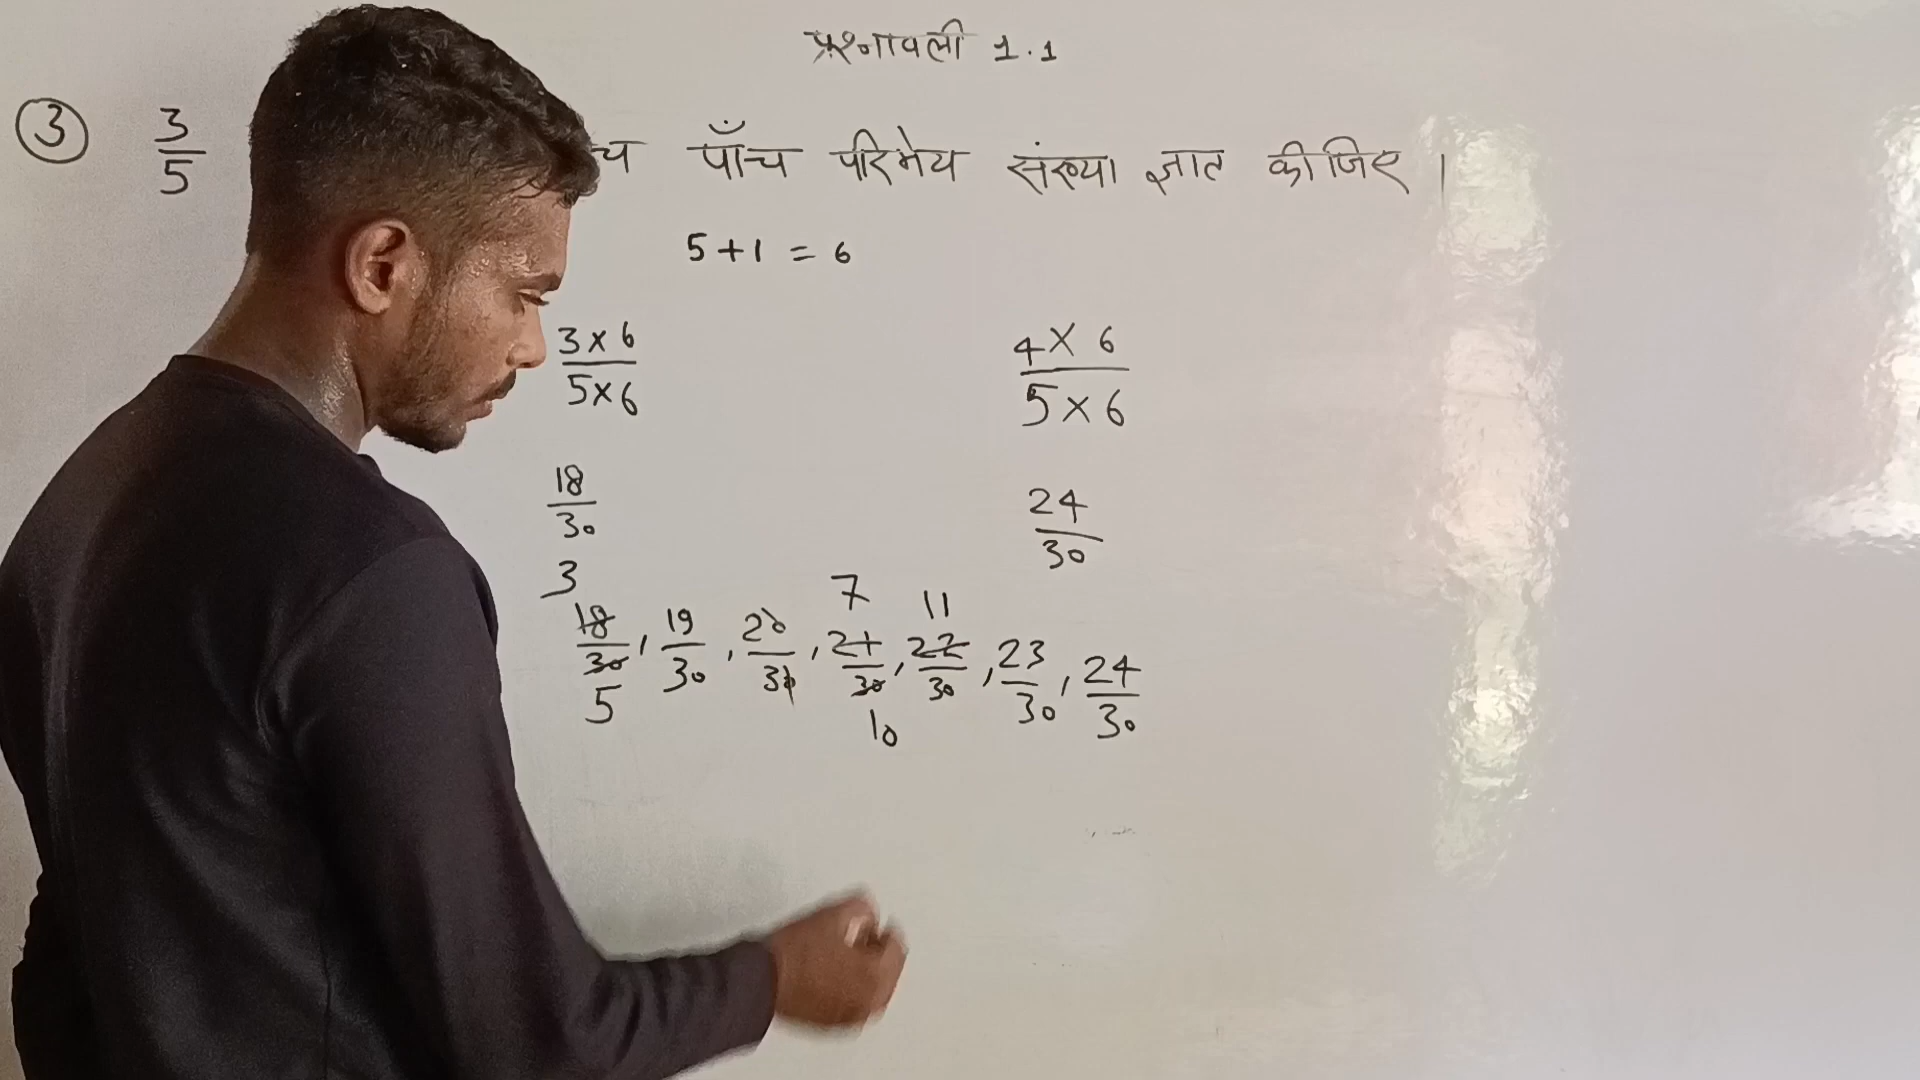 प्रश्नावली 1.1
3 3/5 च पाँच परिमेय संख्या ज्ञात कीजिए।
5+1 = 6
3×6/5×6 4×6/5×6
18/30 24/30
3 7 11
18/30, 19/30, 20/30, 21/30, 22/30, 23/30, 24/30
5 10